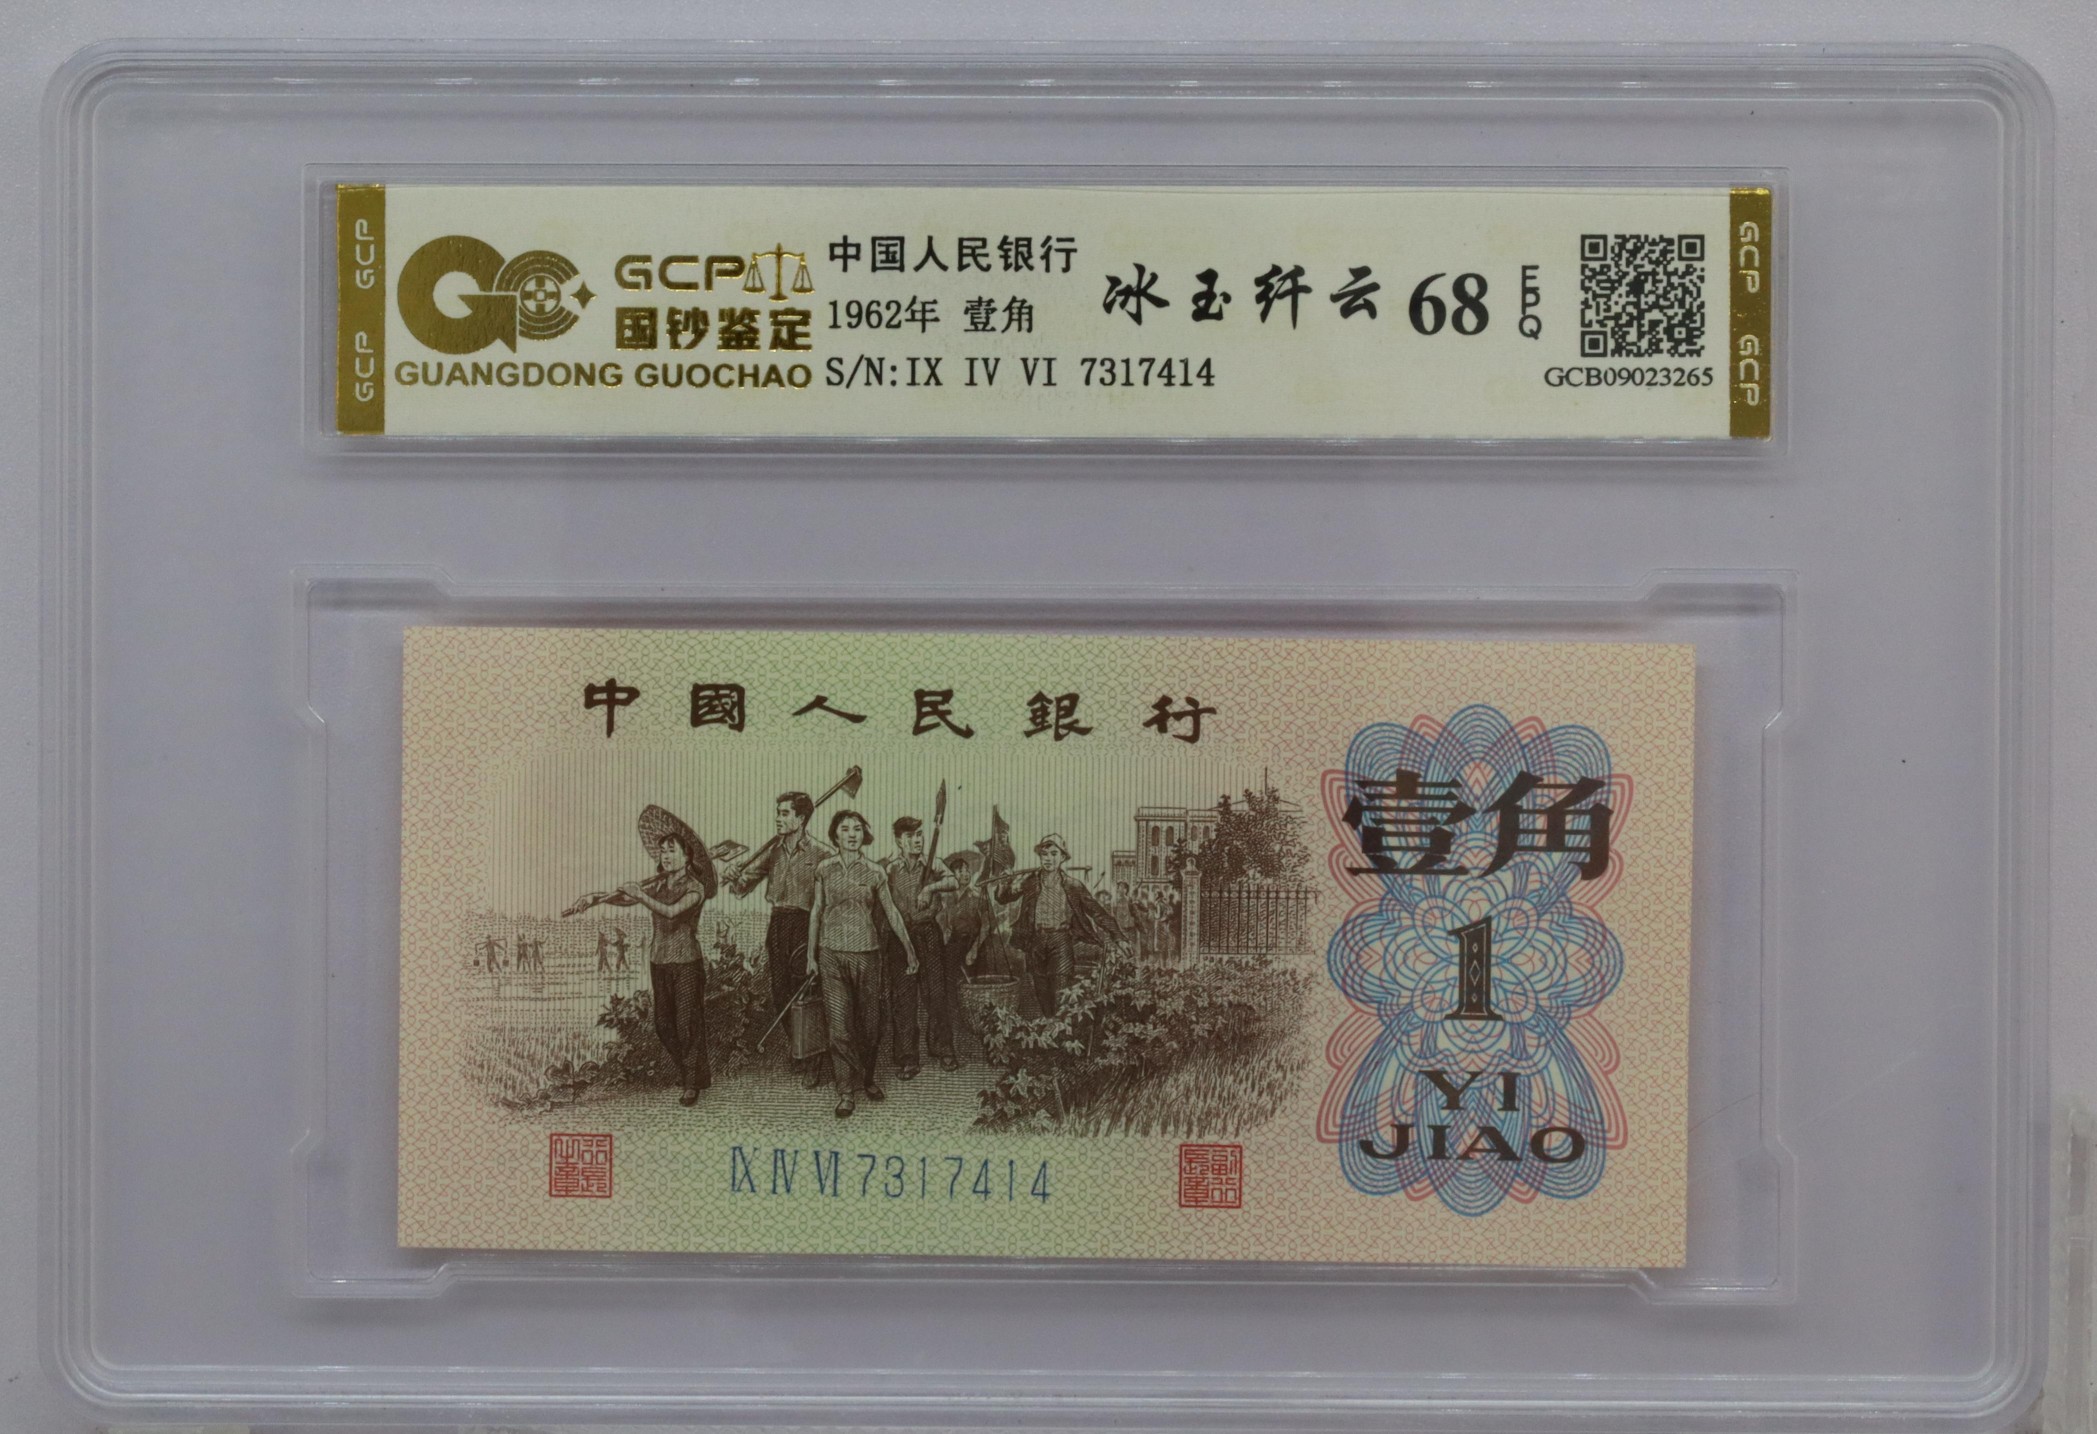 GCP GCP
GCP
国钞鉴定
GUANGDONG GUOCHAO
中国人民银行
1962年 壹角
S/N:IX IV VI 7317414
冰玉纤云 68 EPQ
GCB09023265
GCP GCP
中國人民銀行
壹角
1
YI
JIAO
IX IV VI 7317414